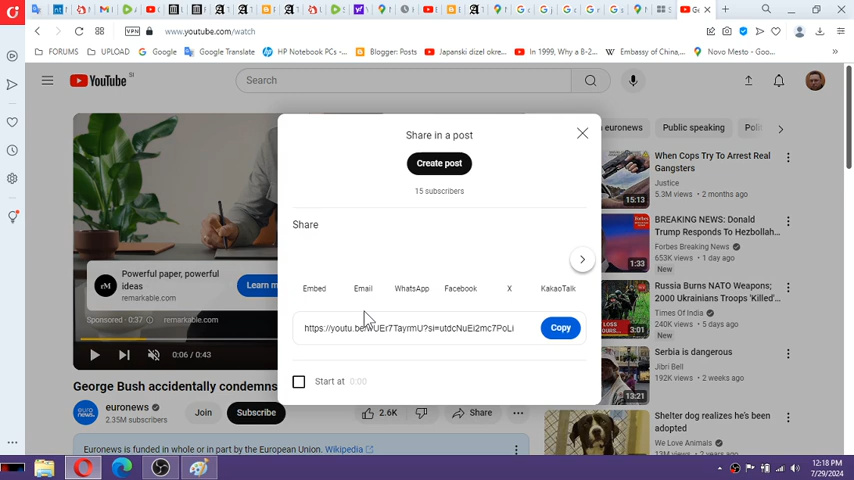 nt
M
www.youtube.com/watch
VPN
FORUMS
UPLOAD
Google
Google Translate
HP Notebook PCs -...
Blogger: Posts
Japanski dizel okre...
In 1999, Why a B-2...
Embassy of China,...
Novo Mesto - Goo...
YouTube SI
Search
Share in a post
Create post
15 subscribers
Share
Embed
Email
WhatsApp
Facebook
X
KakaoTalk
Copy
Start at 0:00
Powerful paper, powerful
ideas
remarkable.com
rM
Learn m
Sponsored · 0:37
remarkable.com
0:06 / 0:43
George Bush accidentally condemns
euro
news.
euronews
2.35M subscribers
Join
Subscribe
2.6K
Share
Euronews is funded in whole or in part by the European Union. Wikipedia
n euronews
Public speaking
When Cops Try To Arrest Real
Gangsters
Justice
5.3M views • 2 months ago
15:13
BREAKING NEWS: Donald
Trump Responds To Hezbollah...
Forbes Breaking News
653K views • 1 day ago
New
1:33
Russia Burns NATO Weapons;
2000 Ukrainians Troops 'Killed'...
Times Of India
240K views • 5 days ago
New
3:01
Serbia is dangerous
Jibri Bell
192K views • 2 weeks ago
13:21
Shelter dog realizes he's been
adopted
We Love Animals
12:18 PM
7/29/2024